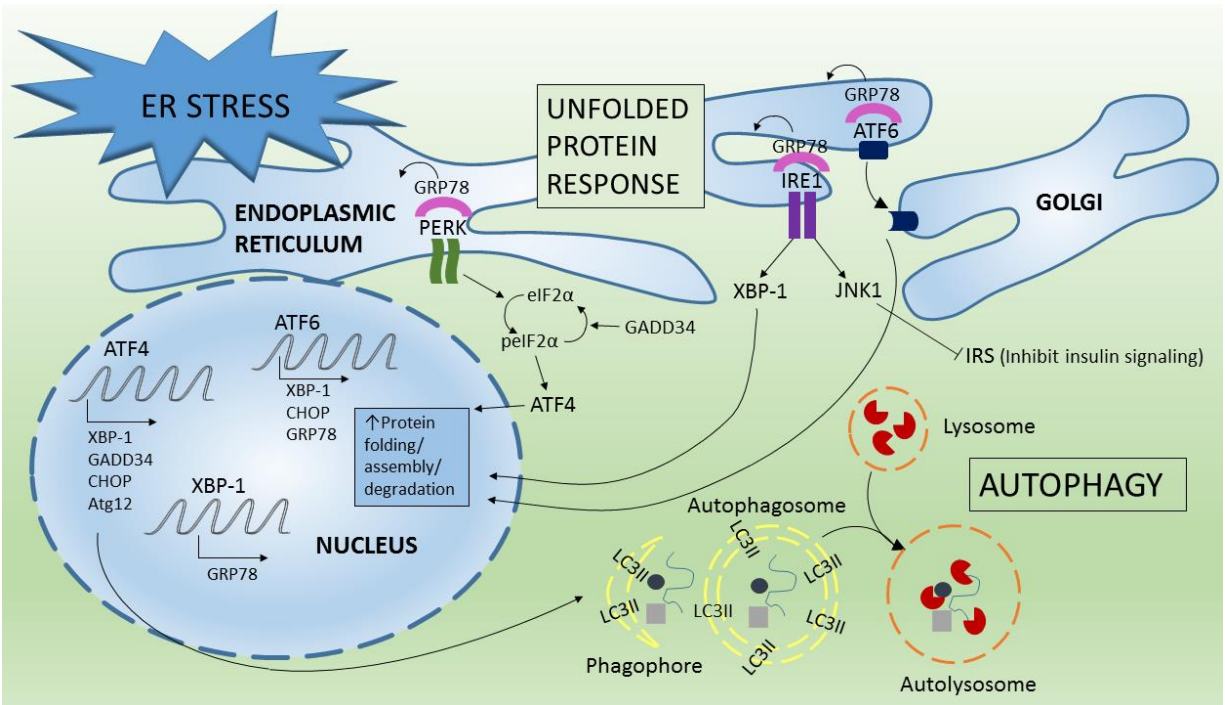 ER STRESS
UNFOLDED
PROTEIN
RESPONSE
GRP78
ATF6
GRP78
IRE1
GRP78
PERK
ENDOPLASMIC
RETICULUM
GOLGI
XBP-1
JNK1
eIF2α
peIF2α
GADD34
ATF4
IRS (Inhibit insulin signaling)
ATF4
XBP-1
GADD34
CHOP
Atg12
ATF6
XBP-1
CHOP
GRP78
↑Protein
folding/
assembly/
degradation
XBP-1
GRP78
NUCLEUS
Lysosome
AUTOPHAGY
Autophagosome
LC3II
LC3II
LC3II
LC3II
LC3II
LC3II
LC3II
Phagophore
Autolysosome